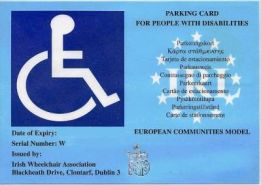 PARKING CARD
FOR PEOPLE WITH DISABILITIES
Parkeringskort
Κάρτα στάθμευσης
Tarjeta de estacionamiento
Parkausweis
Contrassegno di parcheggio
Parkeerkaart
Cartão de estacionamento
Pysäköintilupa
Parkeringstillstånd
Carte de stationnement
EUROPEAN COMMUNITIES MODEL
Date of Expiry:
Serial Number: W
Issued by:
Irish Wheelchair Association
Blackheath Drive, Clontarf, Dublin 3